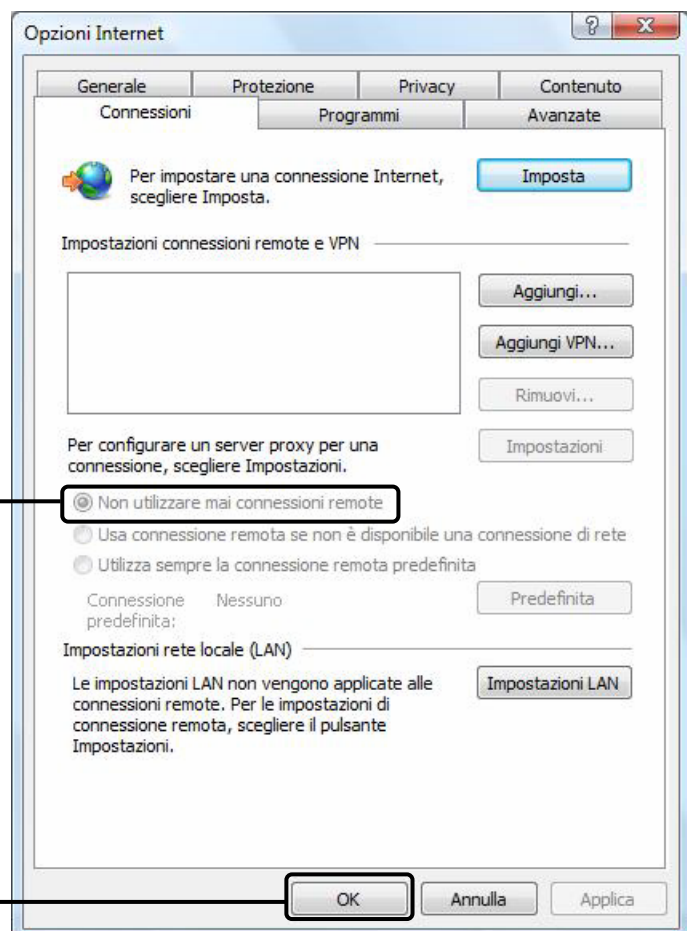 Opzioni Internet
Generale
Protezione
Privacy
Contenuto
Connessioni
Programmi
Avanzate
Per impostare una connessione Internet,
scegliere Imposta.
Imposta
Impostazioni connessioni remote e VPN
Aggiungi...
Aggiungi VPN...
Rimuovi...
Per configurare un server proxy per una
connessione, scegliere Impostazioni.
Impostazioni
Non utilizzare mai connessioni remote
Usa connessione remota se non è disponibile una connessione di rete
Utilizza sempre la connessione remota predefinita
Connessione
predefinita:
Nessuno
Predefinita
Impostazioni rete locale (LAN)
Le impostazioni LAN non vengono applicate alle
connessioni remote. Per le impostazioni di
connessione remota, scegliere il pulsante
Impostazioni.
Impostazioni LAN
OK
Annulla
Applica